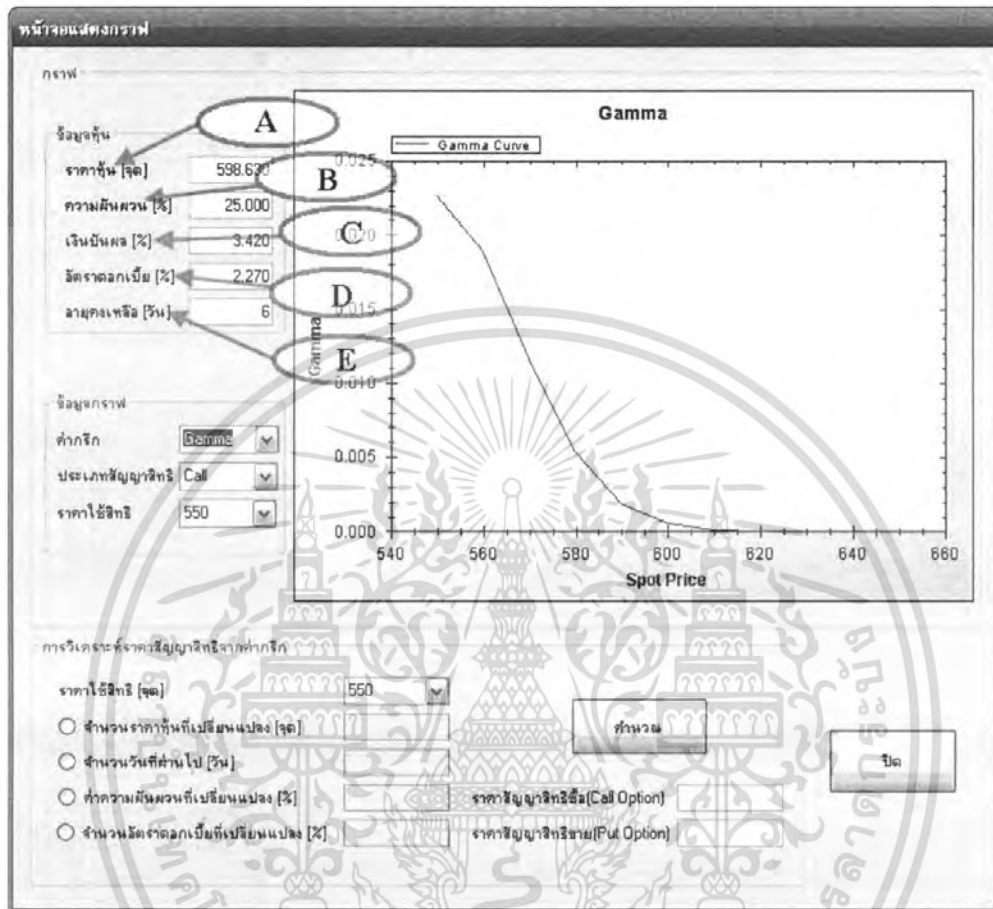 หน้าจอแสดงกราฟ
กราฟ
ข้อมูลหุ้น
A
ราคาหุ้น [จุด] 598.630
B
ความผันผวน [%] 25.000
C
เงินปันผล [%] 3.420
D
อัตราดอกเบี้ย [%] 2.270
E
อายุคงเหลือ [วัน] 6
ข้อมูลกราฟ
ค่ากรีก Gamma
ประเภทสัญญาสิทธิ Call
ราคาใช้สิทธิ 550
Gamma
Gamma Curve
0.025
0.020
0.015
0.010
0.005
0.000
Gamma
540 560 580 600 620 640 660
Spot Price
การวิเคราะห์ราคาสัญญาสิทธิจากค่ากรีก
ราคาใช้สิทธิ [จุด] 550
จำนวนราคาหุ้นที่เปลี่ยนแปลง [จุด]
คำนวณ
จำนวนวันที่ผ่านไป [วัน]
ปิด
ค่าความผันผวนที่เปลี่ยนแปลง [%] ราคาสัญญาสิทธิซื้อ(Call Option)
จำนวนอัตราดอกเบี้ยที่เปลี่ยนแปลง [%] ราคาสัญญาสิทธิขาย(Put Option)